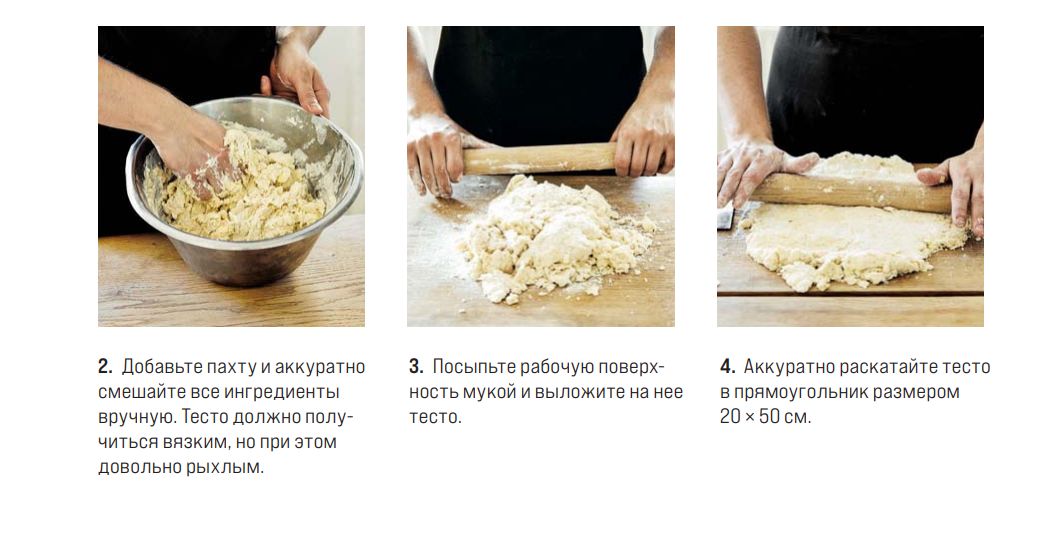 2. Добавьте пахту и аккуратно
смешайте все ингредиенты
вручную. Тесто должно полу-
читься вязким, но при этом
довольно рыхлым.
3. Посыпьте рабочую поверх-
ность мукой и выложите на нее
тесто.
4. Аккуратно раскатайте тесто
в прямоугольник размером
20 × 50 см.